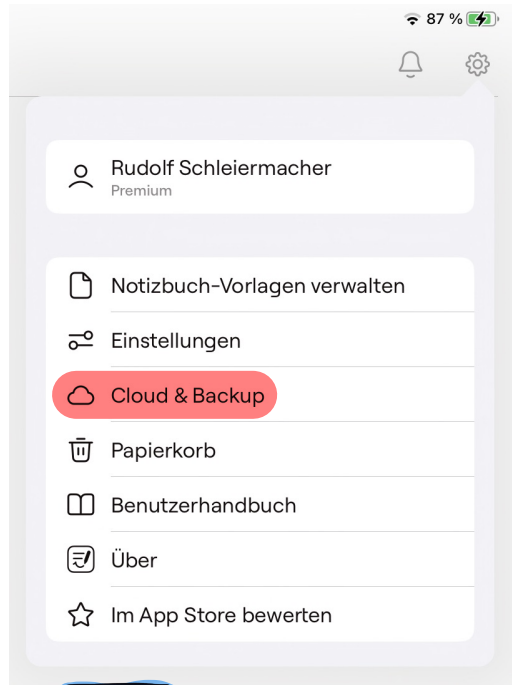 87 %
Rudolf Schleiermacher
Premium
Notizbuch-Vorlagen verwalten
Einstellungen
Cloud & Backup
Papierkorb
Benutzerhandbuch
Über
Im App Store bewerten